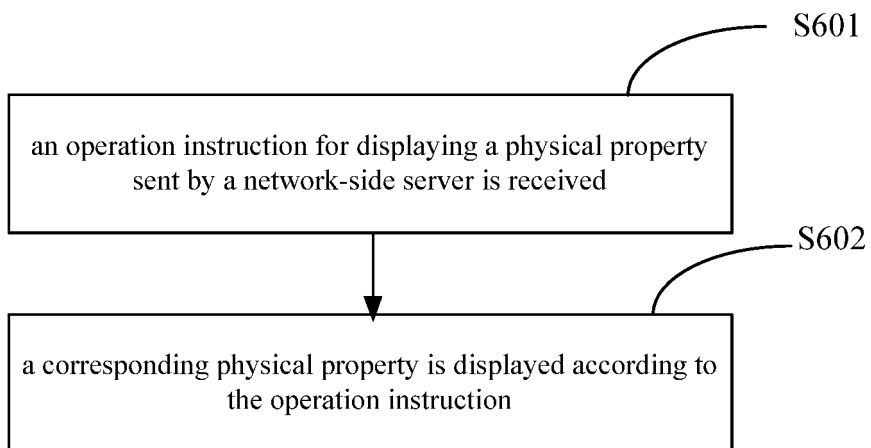 S601
an operation instruction for displaying a physical property
sent by a network-side server is received
S602
a corresponding physical property is displayed according to
the operation instruction